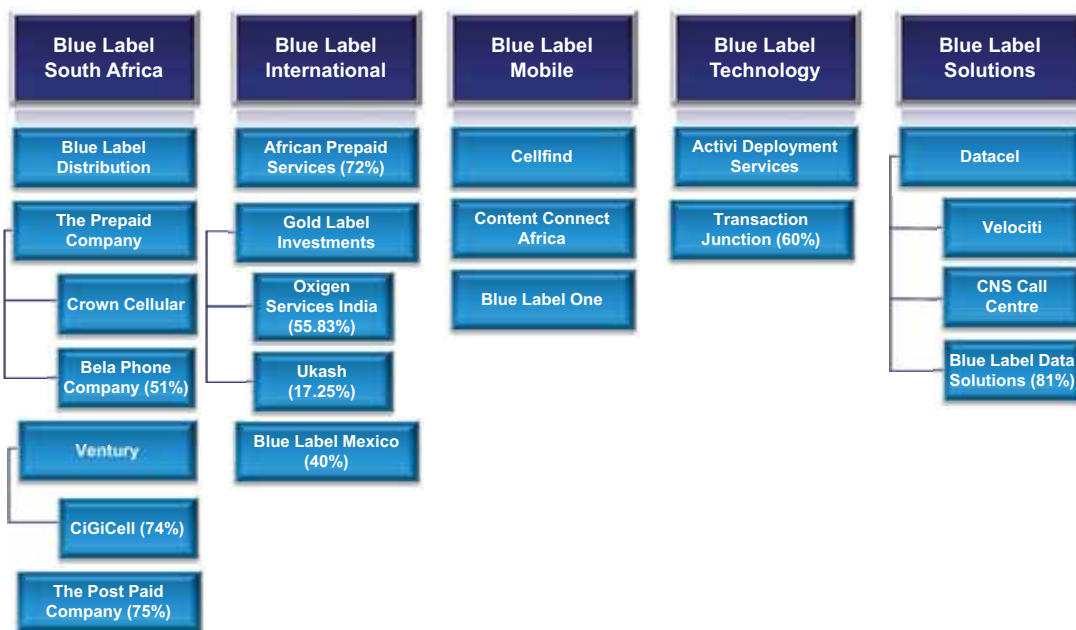 Blue Label
South Africa
Blue Label
Distribution
The Prepaid
Company
Crown Cellular
Bela Phone
Company (51%)
Ventury
CiGiCell (74%)
The Post Paid
Company (75%)
Blue Label
International
African Prepaid
Services (72%)
Gold Label
Investments
Oxigen
Services India
(55.83%)
Ukash
(17.25%)
Blue Label Mexico
(40%)
Blue Label
Mobile
Cellfind
Content Connect
Africa
Blue Label One
Blue Label
Technology
Activi Deployment
Services
Transaction
Junction (60%)
Blue Label
Solutions
Datacel
Velociti
CNS Call
Centre
Blue Label Data
Solutions (81%)